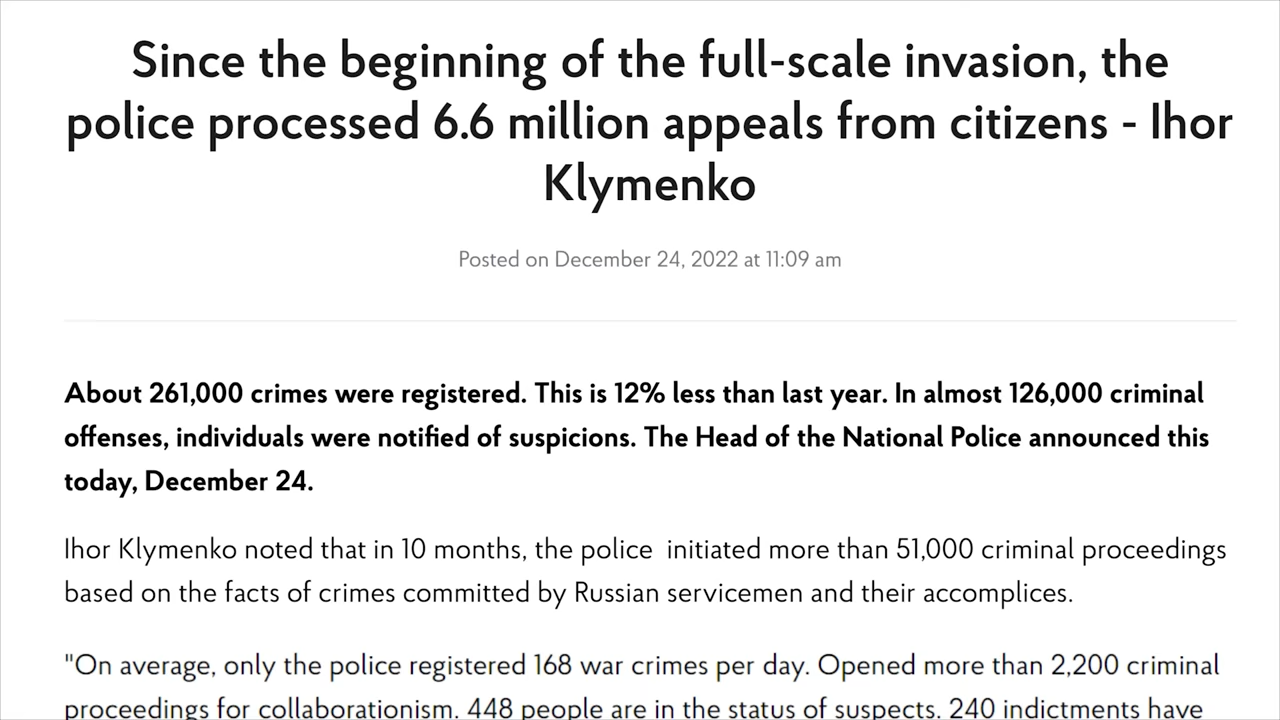 Since the beginning of the full-scale invasion, the
police processed 6.6 million appeals from citizens - Ihor
Klymenko
Posted on December 24, 2022 at 11:09 am
About 261,000 crimes were registered. This is 12% less than last year. In almost 126,000 criminal
offenses, individuals were notified of suspicions. The Head of the National Police announced this
today, December 24.
Ihor Klymenko noted that in 10 months, the police  initiated more than 51,000 criminal proceedings
based on the facts of crimes committed by Russian servicemen and their accomplices.
"On average, only the police registered 168 war crimes per day. Opened more than 2,200 criminal
proceedings for collaborationism. 448 people are in the status of suspects. 240 indictments have